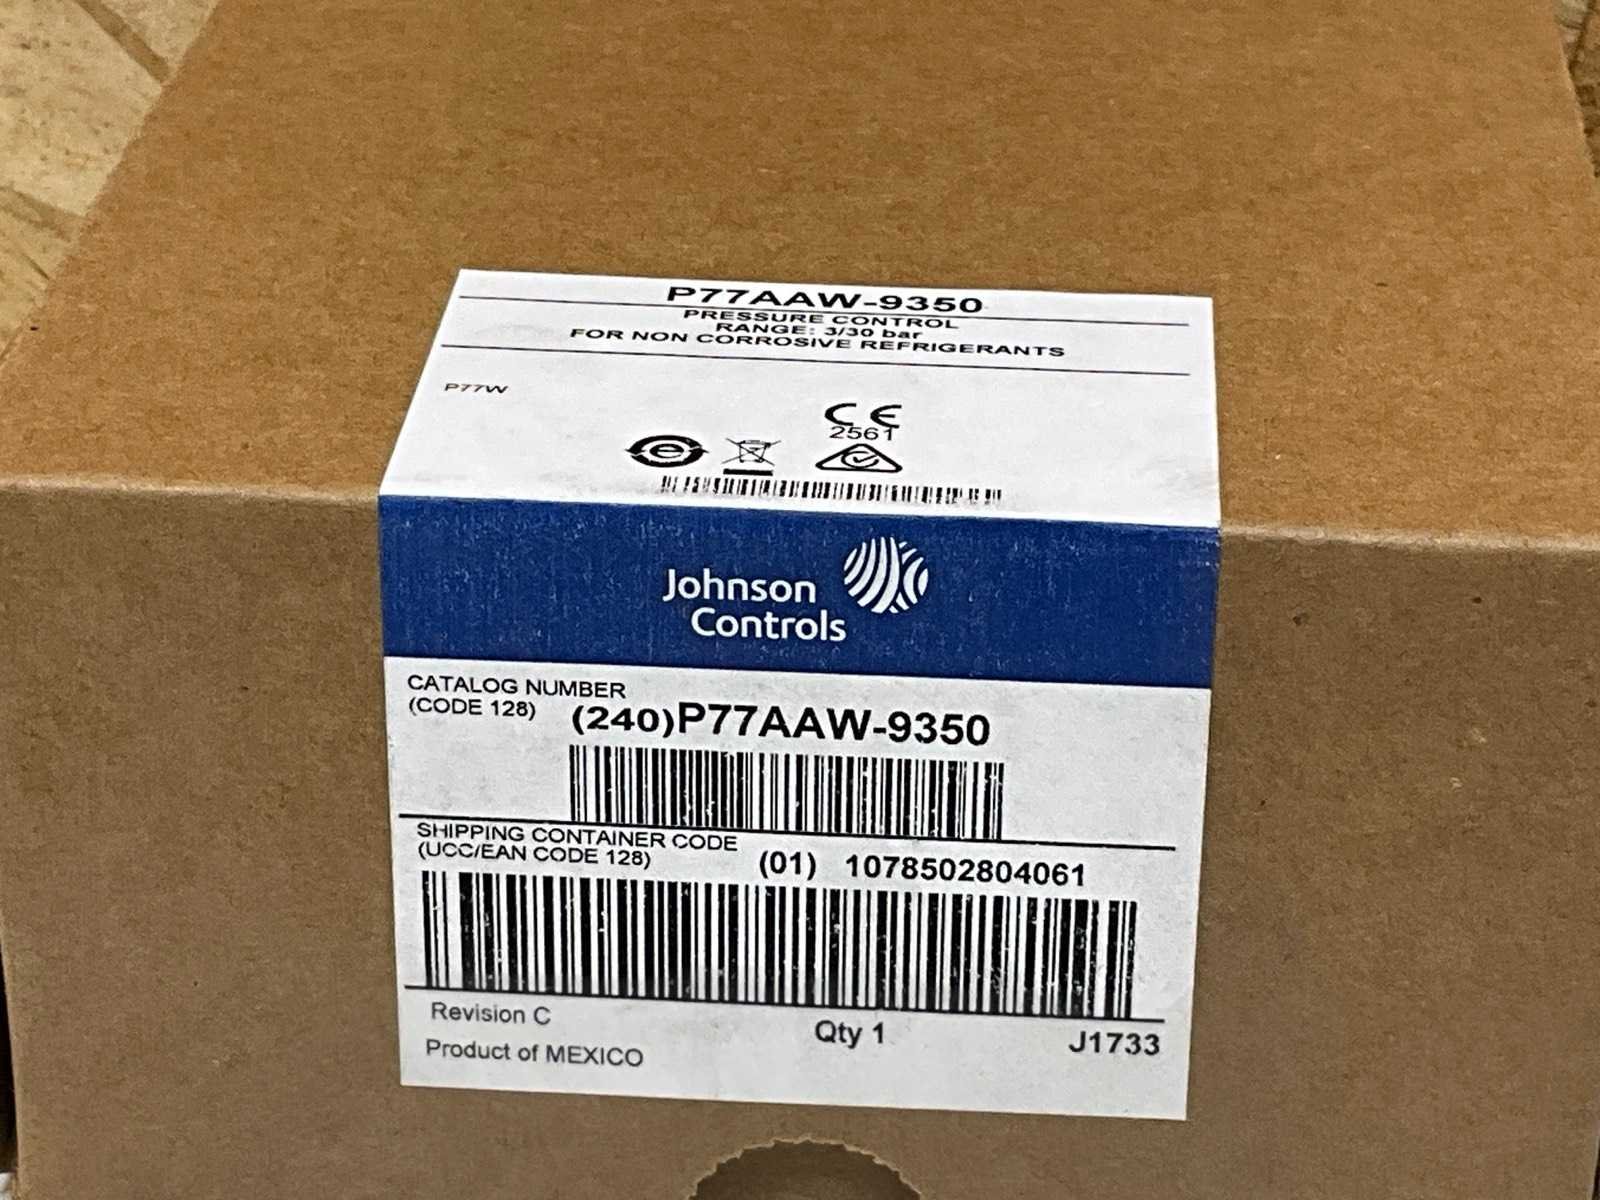 P77AAW-9350
PRESSURE CONTROL
RANGE: 3/30 bar
FOR NON CORROSIVE REFRIGERANTS
P77W
CE
2561
e
Johnson
Controls
CATALOG NUMBER
(CODE 128)
(240)P77AAW-9350
SHIPPING CONTAINER CODE
(UCC/EAN CODE 128)
(01) 1078502804061
Revision C
Qty 1
J1733
Product of MEXICO